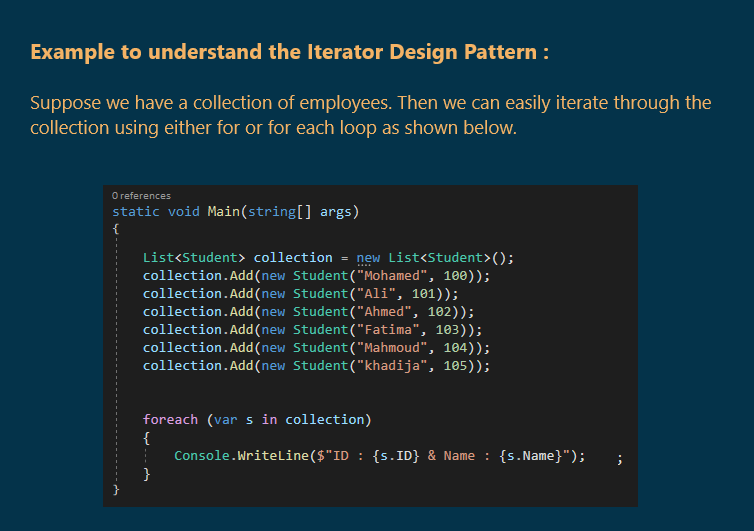 Example to understand the Iterator Design Pattern :
Suppose we have a collection of employees. Then we can easily iterate through the
collection using either for or for each loop as shown below.
0 references
static void Main(string[] args)
{
List<Student> collection = new List<Student>();
collection.Add(new Student("Mohamed", 100));
collection.Add(new Student("Ali", 101));
collection.Add(new Student("Ahmed", 102));
collection.Add(new Student("Fatima", 103));
collection.Add(new Student("Mahmoud", 104));
collection.Add(new Student("khadija", 105));
foreach (var s in collection)
{
Console.WriteLine($"ID : {s.ID} & Name : {s.Name}"); ;
}
}